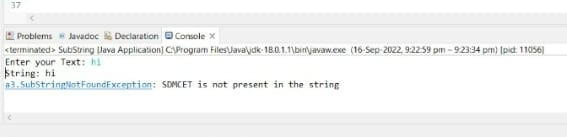 37
Problems @ Javadoc Declaration Console ×
<terminated> SubString [Java Application] C:\Program Files\Java\jdk-18.0.1.1\bin\javaw.exe (16-Sep-2022, 9:22:59 pm – 9:23:34 pm) [pid: 11056]
Enter your Text: hi
String: hi
a3.SubStringNotFoundException: SDMCET is not present in the string